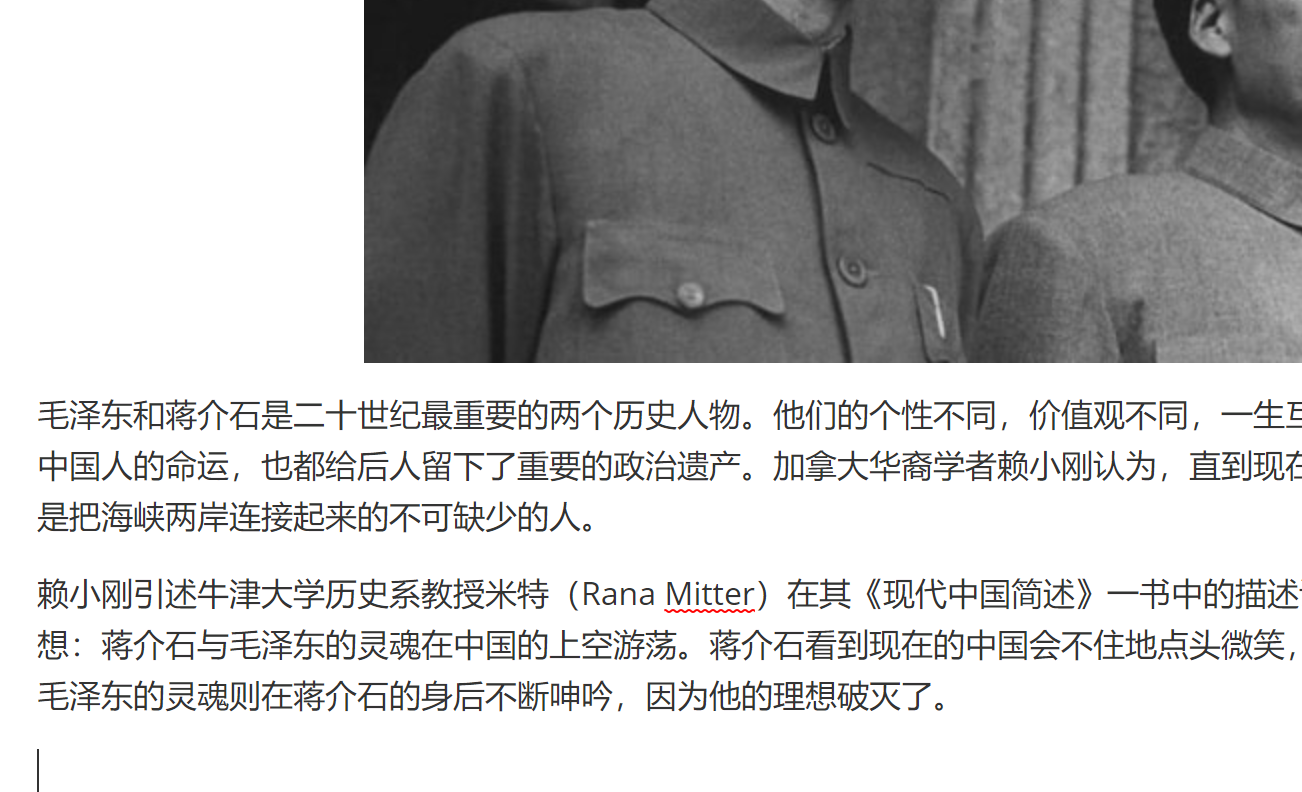 毛泽东和蒋介石是二十世纪最重要的两个历史人物。他们的个性不同，价值观不同，一生
中国人的命运，也都给后人留下了重要的政治遗产。加拿大华裔学者赖小刚认为，直到现
是把海峡两岸连接起来的不可缺少的人。
赖小刚引述牛津大学历史系教授米特（Rana Mitter）在其《现代中国简述》一书中的描述
想：蒋介石与毛泽东的灵魂在中国的上空游荡。蒋介石看到现在的中国会不住地点头微笑，
毛泽东的灵魂则在蒋介石的身后不断呻吟，因为他的理想破灭了。